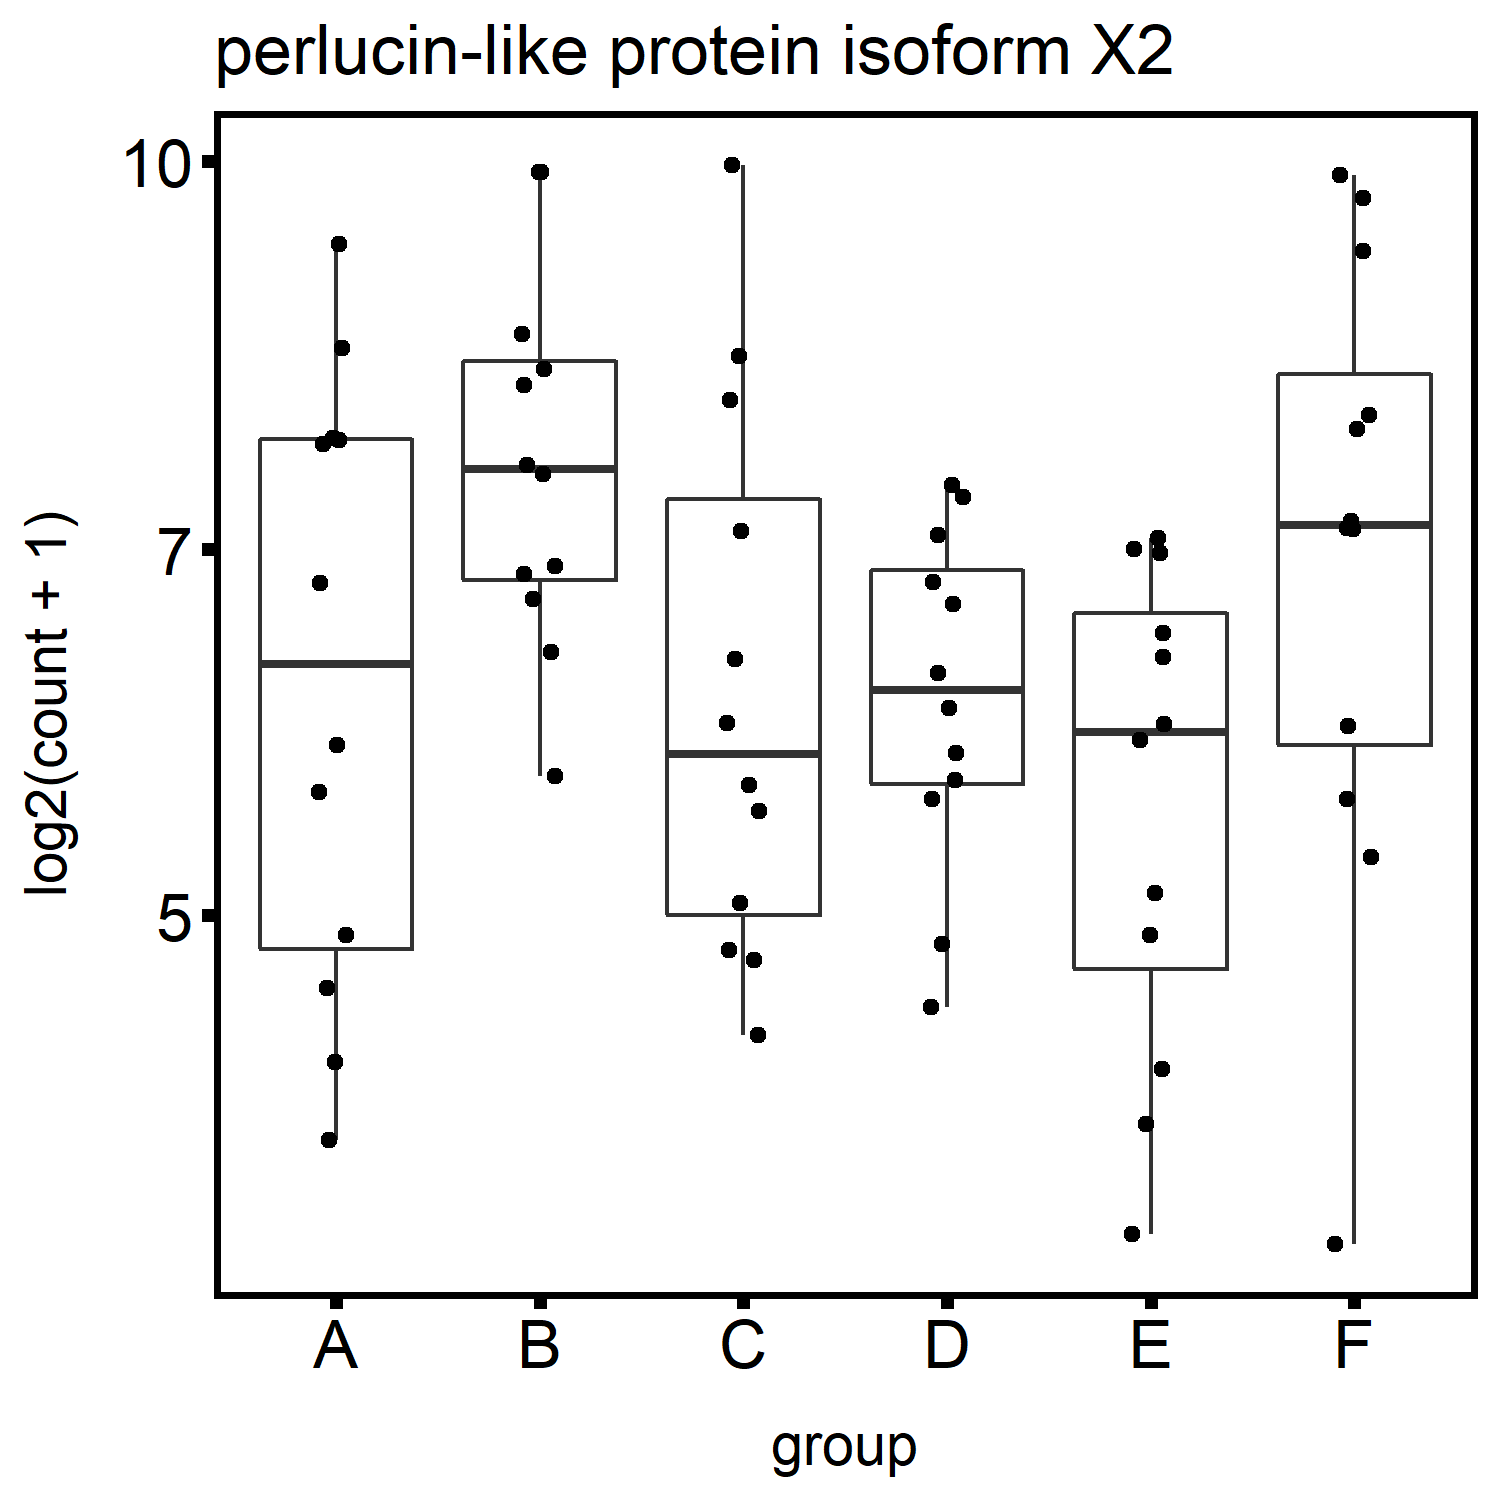 perlucin-like protein isoform X2
10
7
5
log2(count + 1)
A B C D E F
group